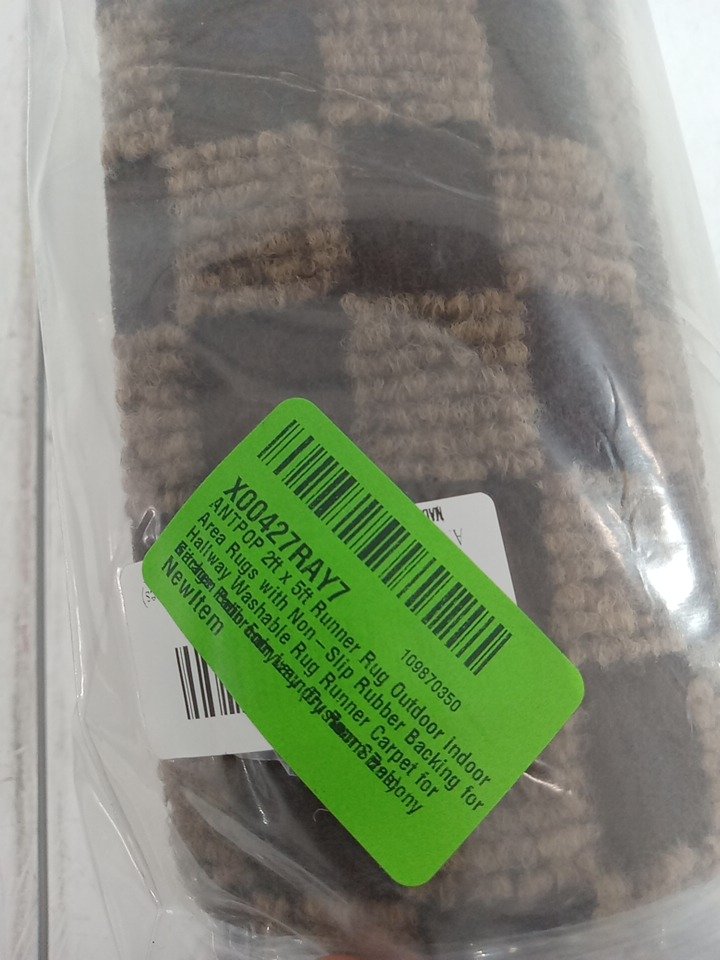 X00427RAY7
109870350
ANTPOP 2ft x 5ft Runner Rug Outdoor Indoor
Area Rugs with Non-Slip Rubber Backing for
Hallway Washable Rug Runner Carpet for
NewItem
MAD
A